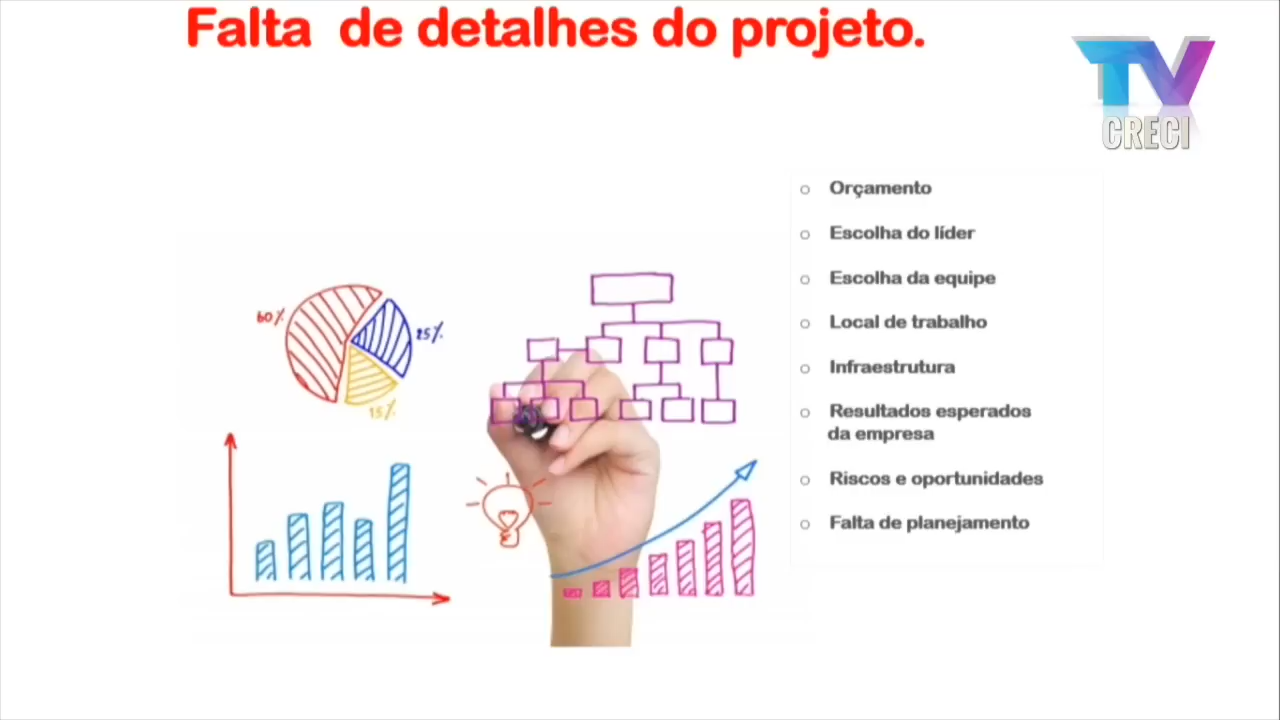 Falta de detalhes do projeto.
TV
CRECI
Orçamento
Escolha do líder
Escolha da equipe
Local de trabalho
Infraestrutura
Resultados esperados
da empresa
Riscos e oportunidades
Falta de planejamento
60%
25%
15%